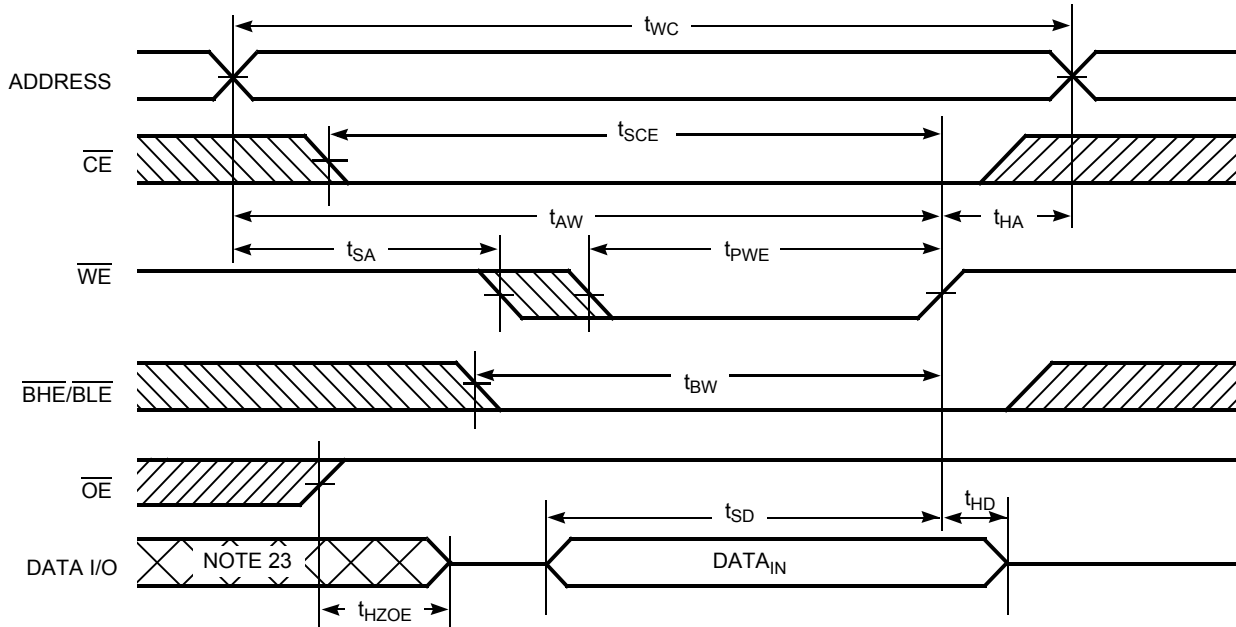 tWC
ADDRESS
tSCE
CE
tAW
tHA
tSA
tPWE
WE
tBW
BHE/BLE
OE
tSD
tHD
DATA I/O
NOTE 23
DATAIN
tHZOE